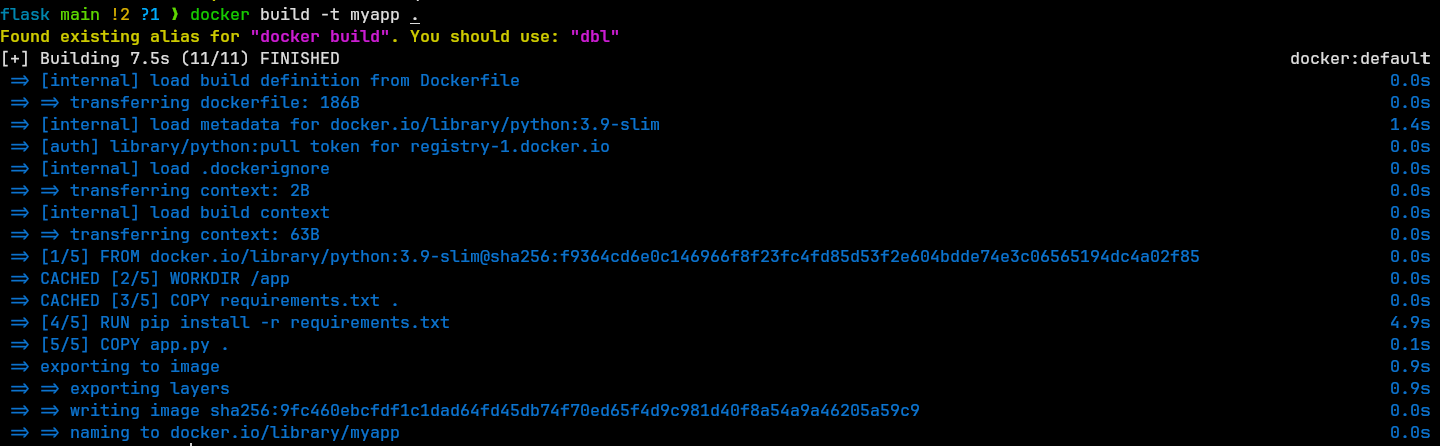 flask main !2 ?1 ❯ docker build -t myapp .
Found existing alias for "docker build". You should use: "dbl"
[+] Building 7.5s (11/11) FINISHED docker:default
=> [internal] load build definition from Dockerfile 0.0s
=> => transferring dockerfile: 186B 0.0s
=> [internal] load metadata for docker.io/library/python:3.9-slim 1.4s
=> [auth] library/python:pull token for registry-1.docker.io 0.0s
=> [internal] load .dockerignore 0.0s
=> => transferring context: 2B 0.0s
=> [internal] load build context 0.0s
=> => transferring context: 63B 0.0s
=> [1/5] FROM docker.io/library/python:3.9-slim@sha256:f9364cd6e0c146966f8f23fc4fd85d53f2e604bdde74e3c06565194dc4a02f85 0.0s
=> CACHED [2/5] WORKDIR /app 0.0s
=> CACHED [3/5] COPY requirements.txt . 0.0s
=> [4/5] RUN pip install -r requirements.txt 4.9s
=> [5/5] COPY app.py . 0.1s
=> exporting to image 0.9s
=> => exporting layers 0.9s
=> => writing image sha256:9fc460ebcfdf1c1dad64fd45db74f70ed65f4d9c981d40f8a54a9a46205a59c9 0.0s
=> => naming to docker.io/library/myapp 0.0s